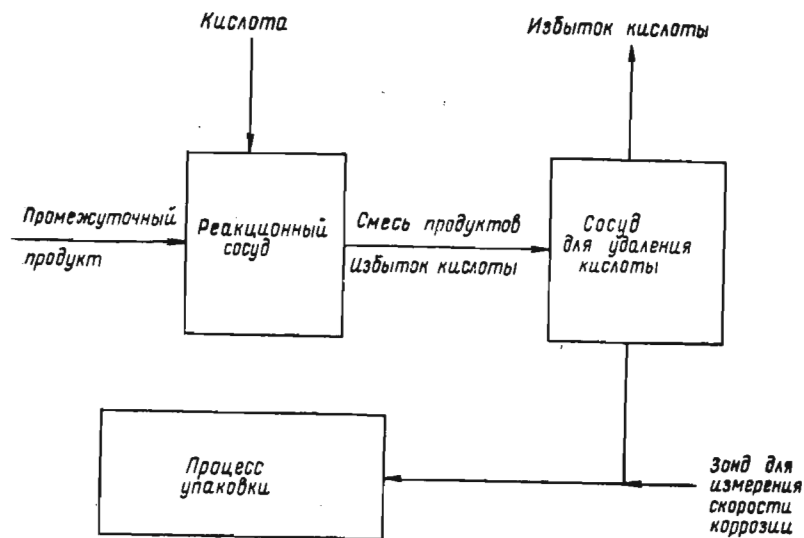 Кислота
Избыток кислоты
Промежуточный
продукт
Реакционный
сосуд
Смесь продуктов
Избыток кислоты
Сосуд
для удаления
кислоты
Процесс
упаковки
Зонд для
измерения
скорости
коррозии